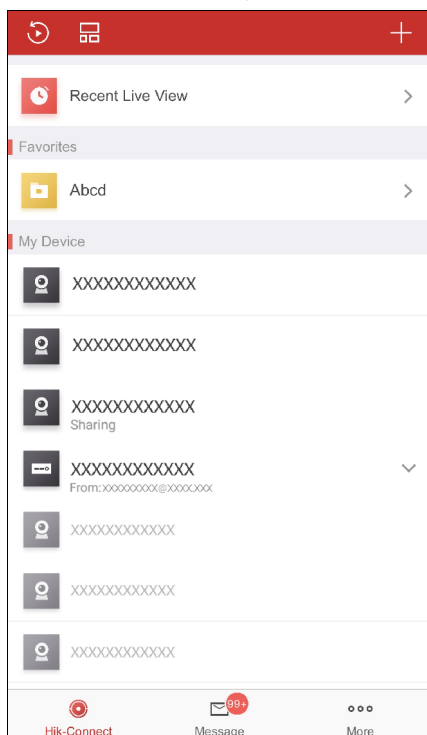 Recent Live View
Favorites
Abcd
My Device
XXXXXXXXXXXX
XXXXXXXXXXXX
XXXXXXXXXXXX
Sharing
XXXXXXXXXXXX
From:XXXXXXXXX@XXXX.XXX
XXXXXXXXXXXX
XXXXXXXXXXXX
XXXXXXXXXXXX
99+
Hik-Connect
Message
More